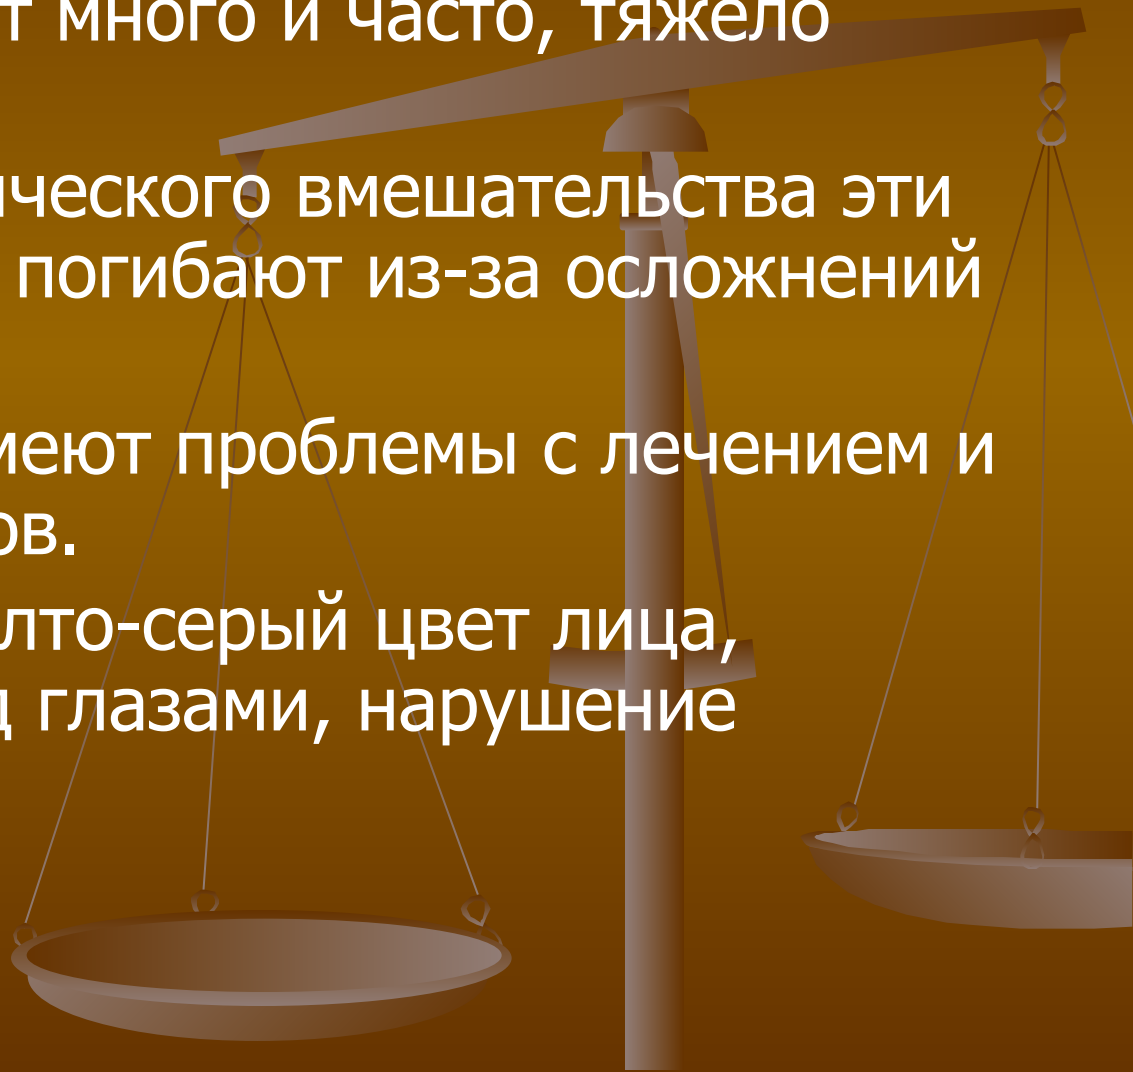 т много и часто, тяжело
ического вмешательства эти
погибают из-за осложнений
меют проблемы с лечением и
ов.
лто-серый цвет лица,
д глазами, нарушение